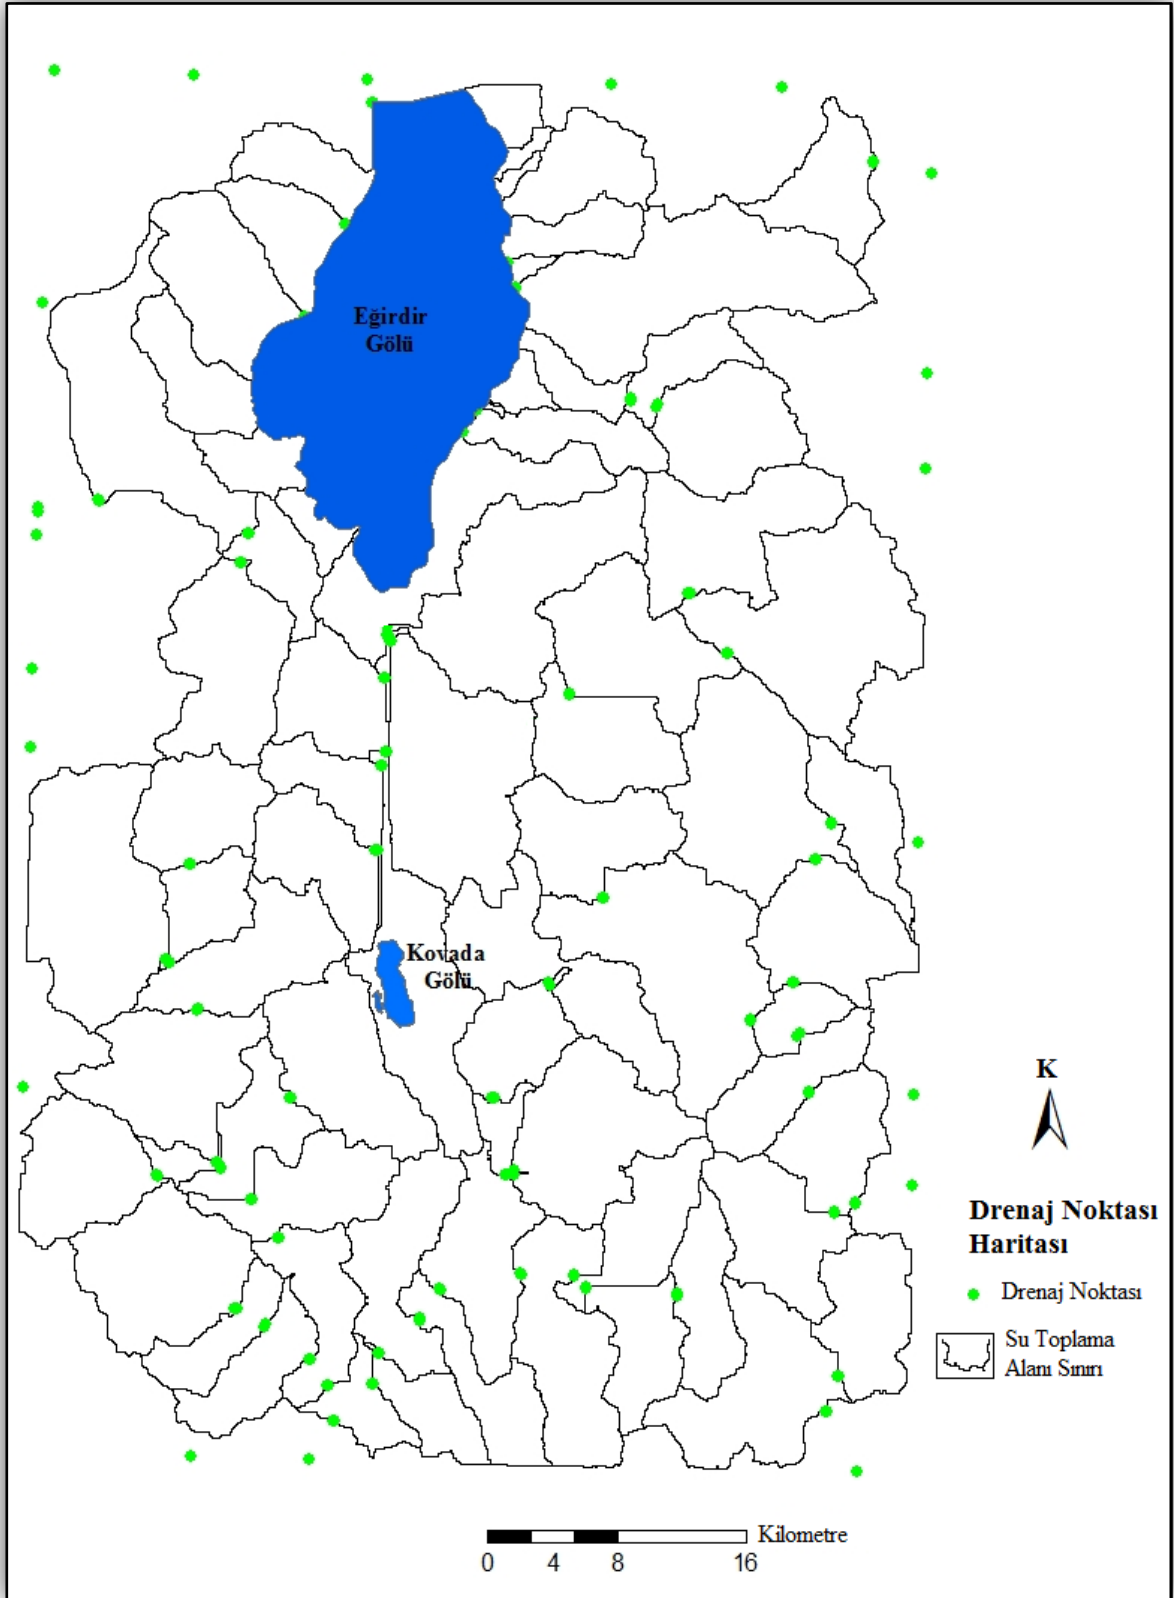 Eğirdir
Gölü
Kovada
Gölü
K
Drenaj Noktası
Haritası
Drenaj Noktası
Su Toplama
Alanı Sınırı
Kilometre
0 4 8 16